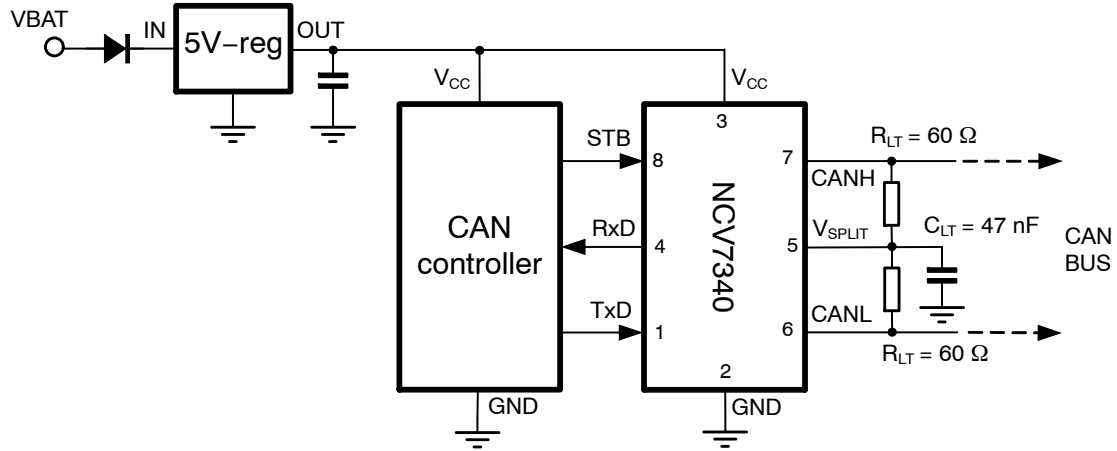 VBAT
IN
5V−reg
OUT
V_CC
V_CC
CAN
controller
STB
RxD
TxD
GND
3
8
4
1
7
5
6
2
NCV7340
GND
R_LT = 60 Ω
CANH
V_SPLIT
C_LT = 47 nF
CANL
R_LT = 60 Ω
CAN
BUS